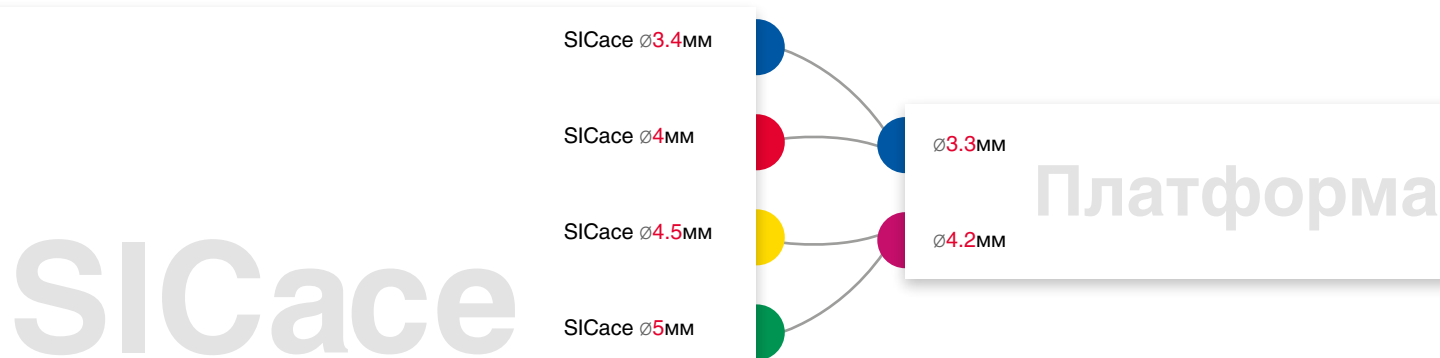 SICace ⌀3.4мм
SICace ⌀4мм
SICace ⌀4.5мм
SICace ⌀5мм
SICace
⌀3.3мм
Платформа
⌀4.2мм